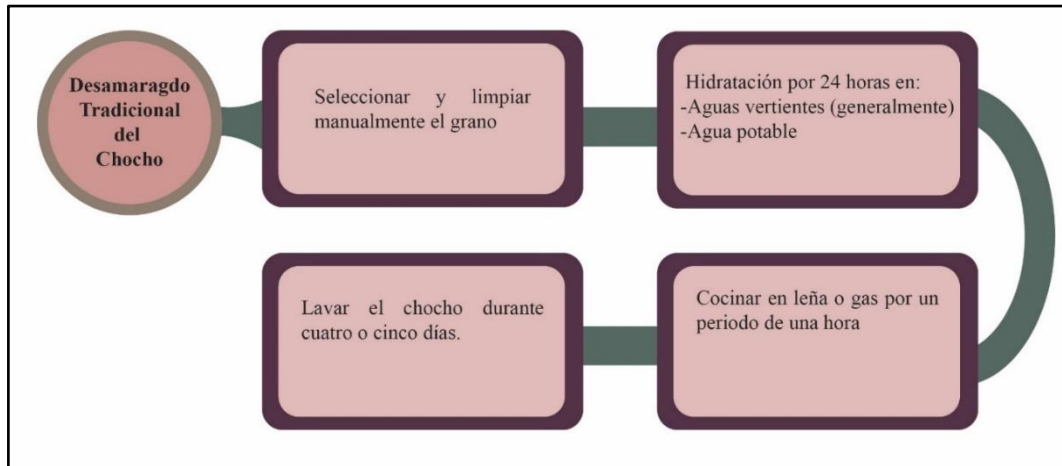 Desamaragdo
Tradicional
del
Chocho
Seleccionar y limpiar
manualmente el grano
Hidratación por 24 horas en:
-Aguas vertientes (generalmente)
-Agua potable
Cocinar en leña o gas por un
periodo de una hora
Lavar el chocho durante
cuatro o cinco días.